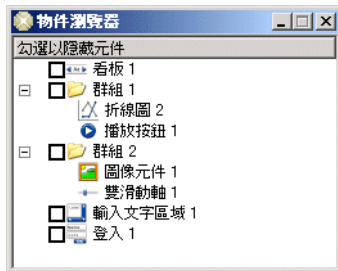 物件瀏覽器
勾選以隱藏元件
看板 1
群組 1
折線圖 2
播放按鈕 1
群組 2
圖像元件 1
雙滑動軸 1
輸入文字區域 1
登入 1